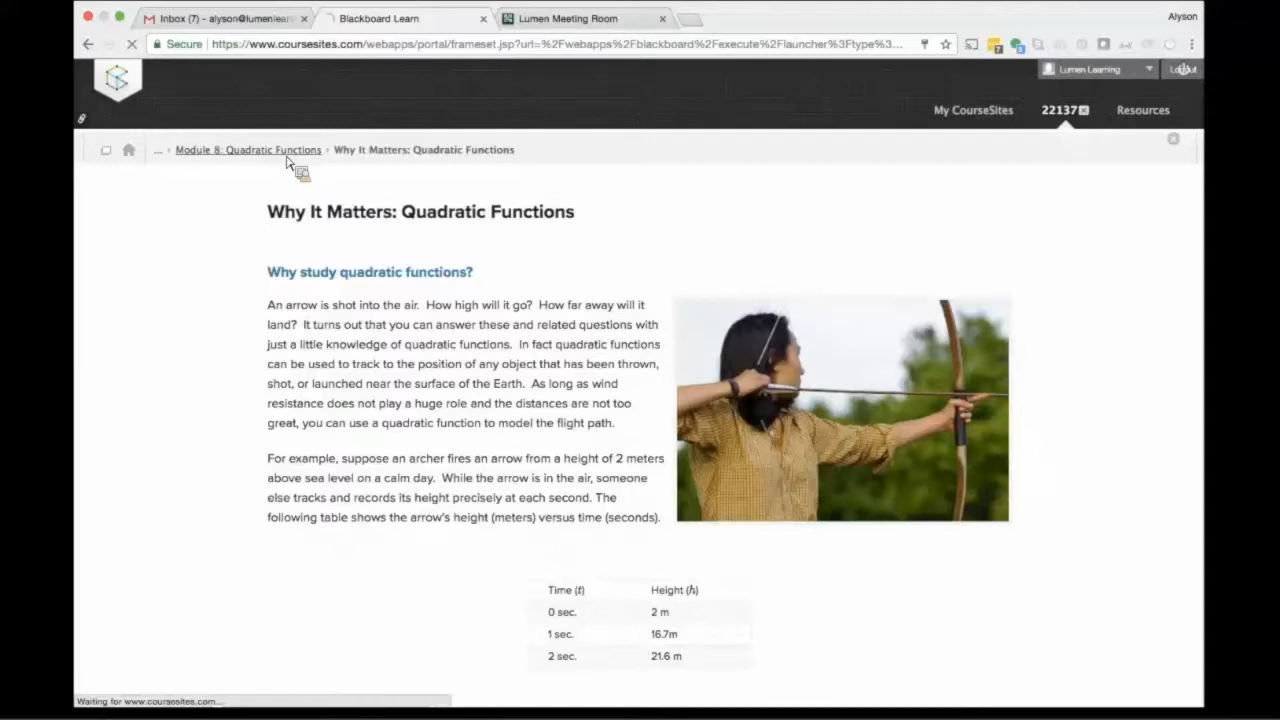 Inbox (7) - alyson@lumenlear
Blackboard Learn
Lumen Meeting Room
Alyson
Secure
https://www.coursesites.com/webapps/portal/frameset.jsp?url=%2Fwebapps%2Fblackboard%2Fexecute%2Flauncher%3Ftype%3...
Lumen Learning
Logout
My CourseSites
22137
Resources
... › Module 8: Quadratic Functions › Why It Matters: Quadratic Functions
Why It Matters: Quadratic Functions
Why study quadratic functions?
An arrow is shot into the air. How high will it go? How far away will it
land? It turns out that you can answer these and related questions with
just a little knowledge of quadratic functions. In fact quadratic functions
can be used to track to the position of any object that has been thrown,
shot, or launched near the surface of the Earth. As long as wind
resistance does not play a huge role and the distances are not too
great, you can use a quadratic function to model the flight path.
For example, suppose an archer fires an arrow from a height of 2 meters
above sea level on a calm day. While the arrow is in the air, someone
else tracks and records its height precisely at each second. The
following table shows the arrow's height (meters) versus time (seconds).
Time (t) Height (h)
0 sec. 2 m
1 sec. 16.7m
2 sec. 21.6 m
Waiting for www.coursesites.com...